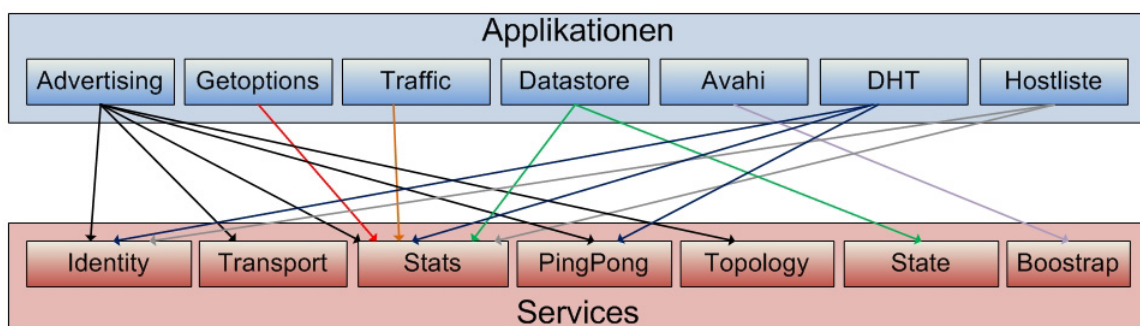 Applikationen
Advertising Getoptions Traffic Datastore Avahi DHT Hostliste
Identity Transport Stats PingPong Topology State Boostrap
Services